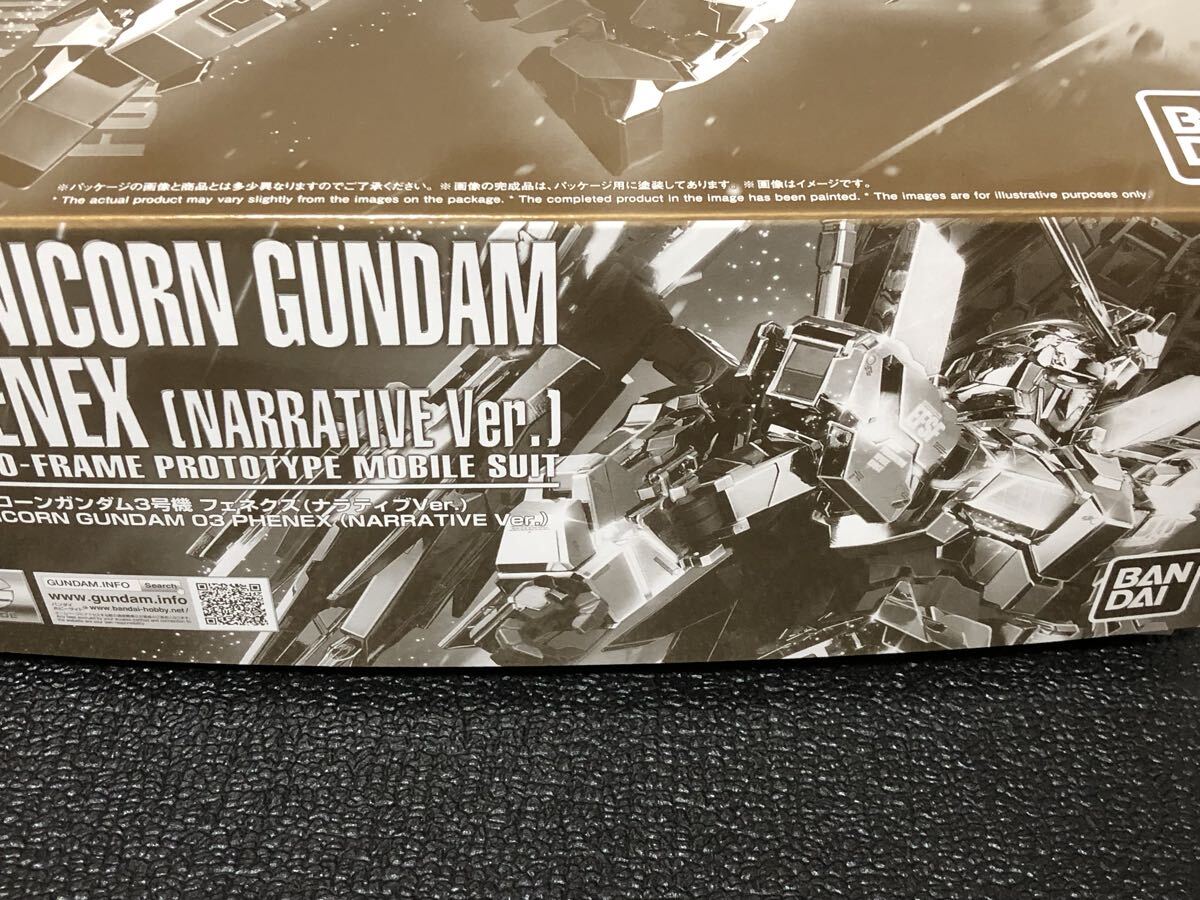 FU
※パッケージの画像と商品とは多少異なりますのでご了承ください。※画像の完成品は、パッケージ用に塗装してあります。※画像はイメージです。
* The actual product may vary slightly from the images on the package. * The completed product in the image has been painted. * The images are for illustrative purposes only.
NICORN GUNDAM
ENEX [NARRATIVE Ver.]
O-FRAME PROTOTYPE MOBILE SUIT
コーンガンダム3号機 フェネクス(ナラティブVer.)
ICORN GUNDAM 03 PHENEX (NARRATIVE Ver.)
GUNDAM.INFO Search
www.gundam.info
www.bandai-hobby.net/
BAN
DAI